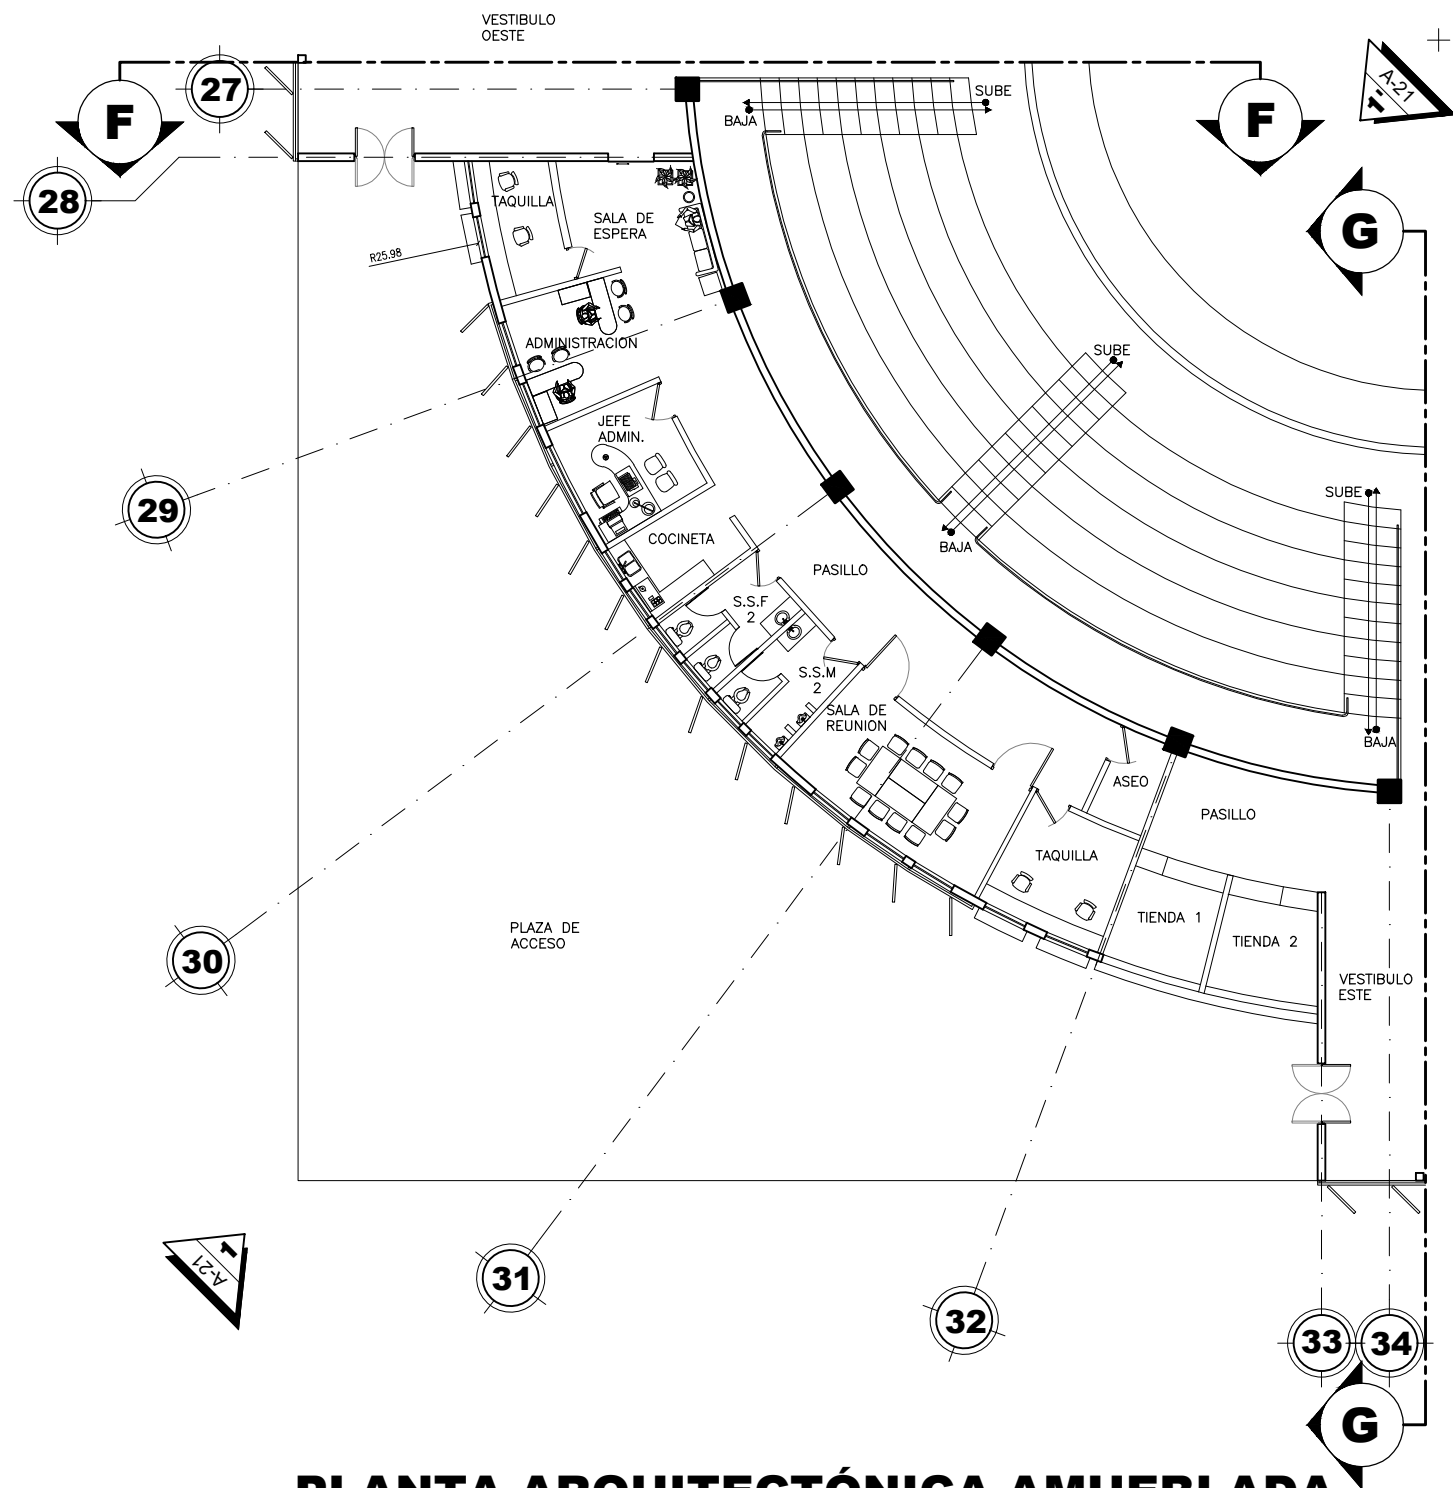 VESTIBULO
OESTE
27
F
F
A-21
1'
SUBE
BAJA
28
TAQUILLA
SALA DE
ESPERA
G
R25.98
ADMINISTRACION
SUBE
JEFE
ADMIN.
29
SUBE
COCINETA
BAJA
PASILLO
S.S.F
2
S.S.M
2
SALA DE
REUNION
BAJA
ASEO
PASILLO
TAQUILLA
TIENDA 1
TIENDA 2
PLAZA DE
ACCESO
30
VESTIBULO
ESTE
1
A-21
31
32
33
34
G
PLANTA ARQUITECTÓNICA AMUEBLADA